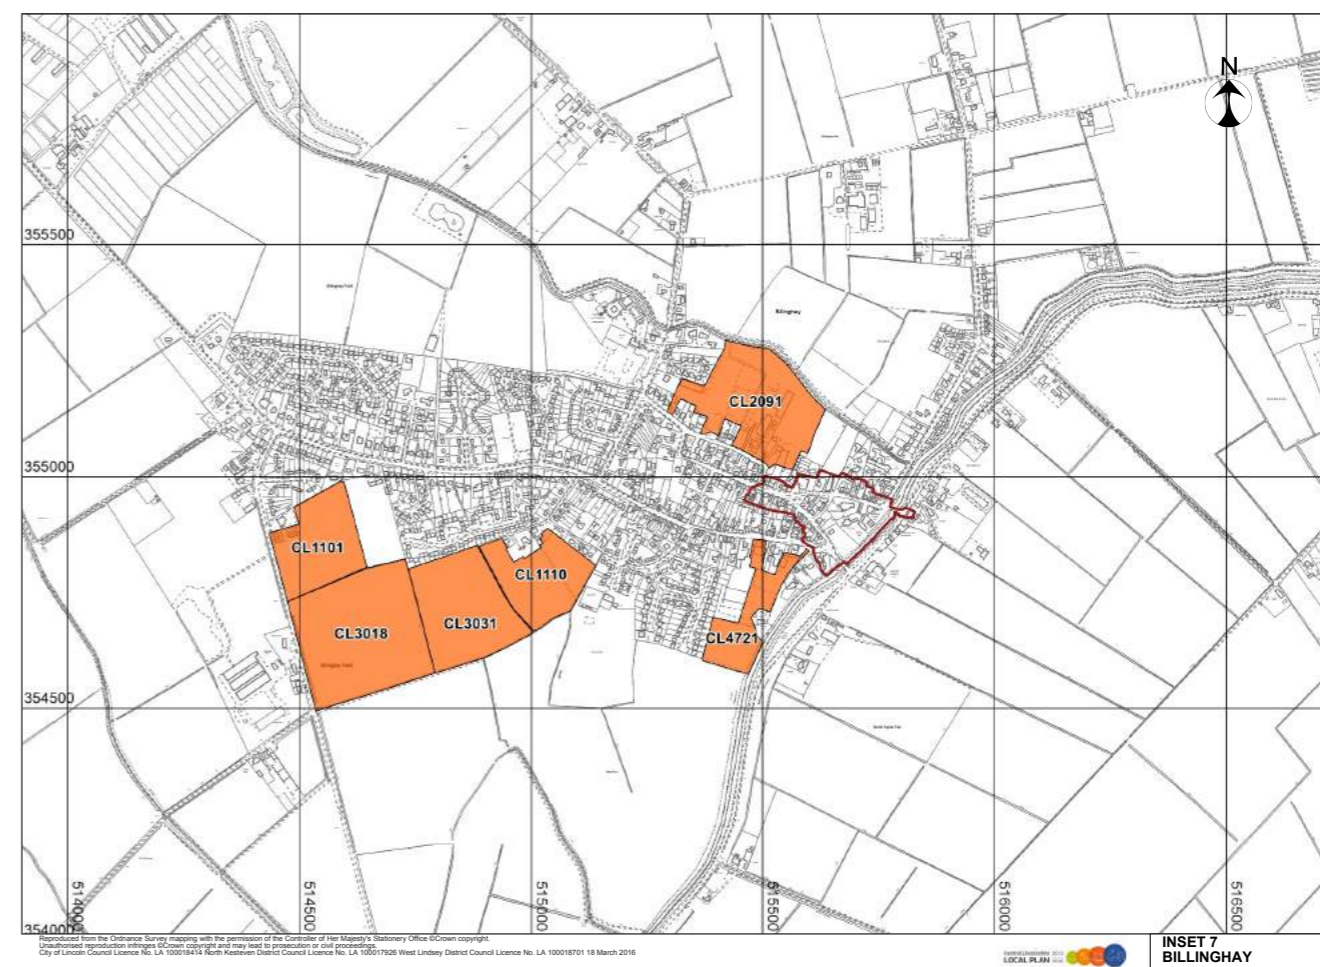 N
355500
Billinghay
CL2091
355000
CL1101
CL1110
CL3018
CL3031
CL4721
354500
514000
514500
515000
515500
516000
516500
354000
Reproduced from the Ordnance Survey mapping with the permission of the Controller of Her Majesty's Stationery Office ©Crown copyright.
Unauthorised reproduction infringes ©Crown copyright and may lead to prosecution or civil proceedings.
City of Lincoln Council Licence No. LA 100018414 North Kesteven District Council Licence No. LA 100017926 West Lindsey District Council Licence No. LA 100018701 18 March 2016
LOCAL PLAN
INSET 7
BILLINGHAY